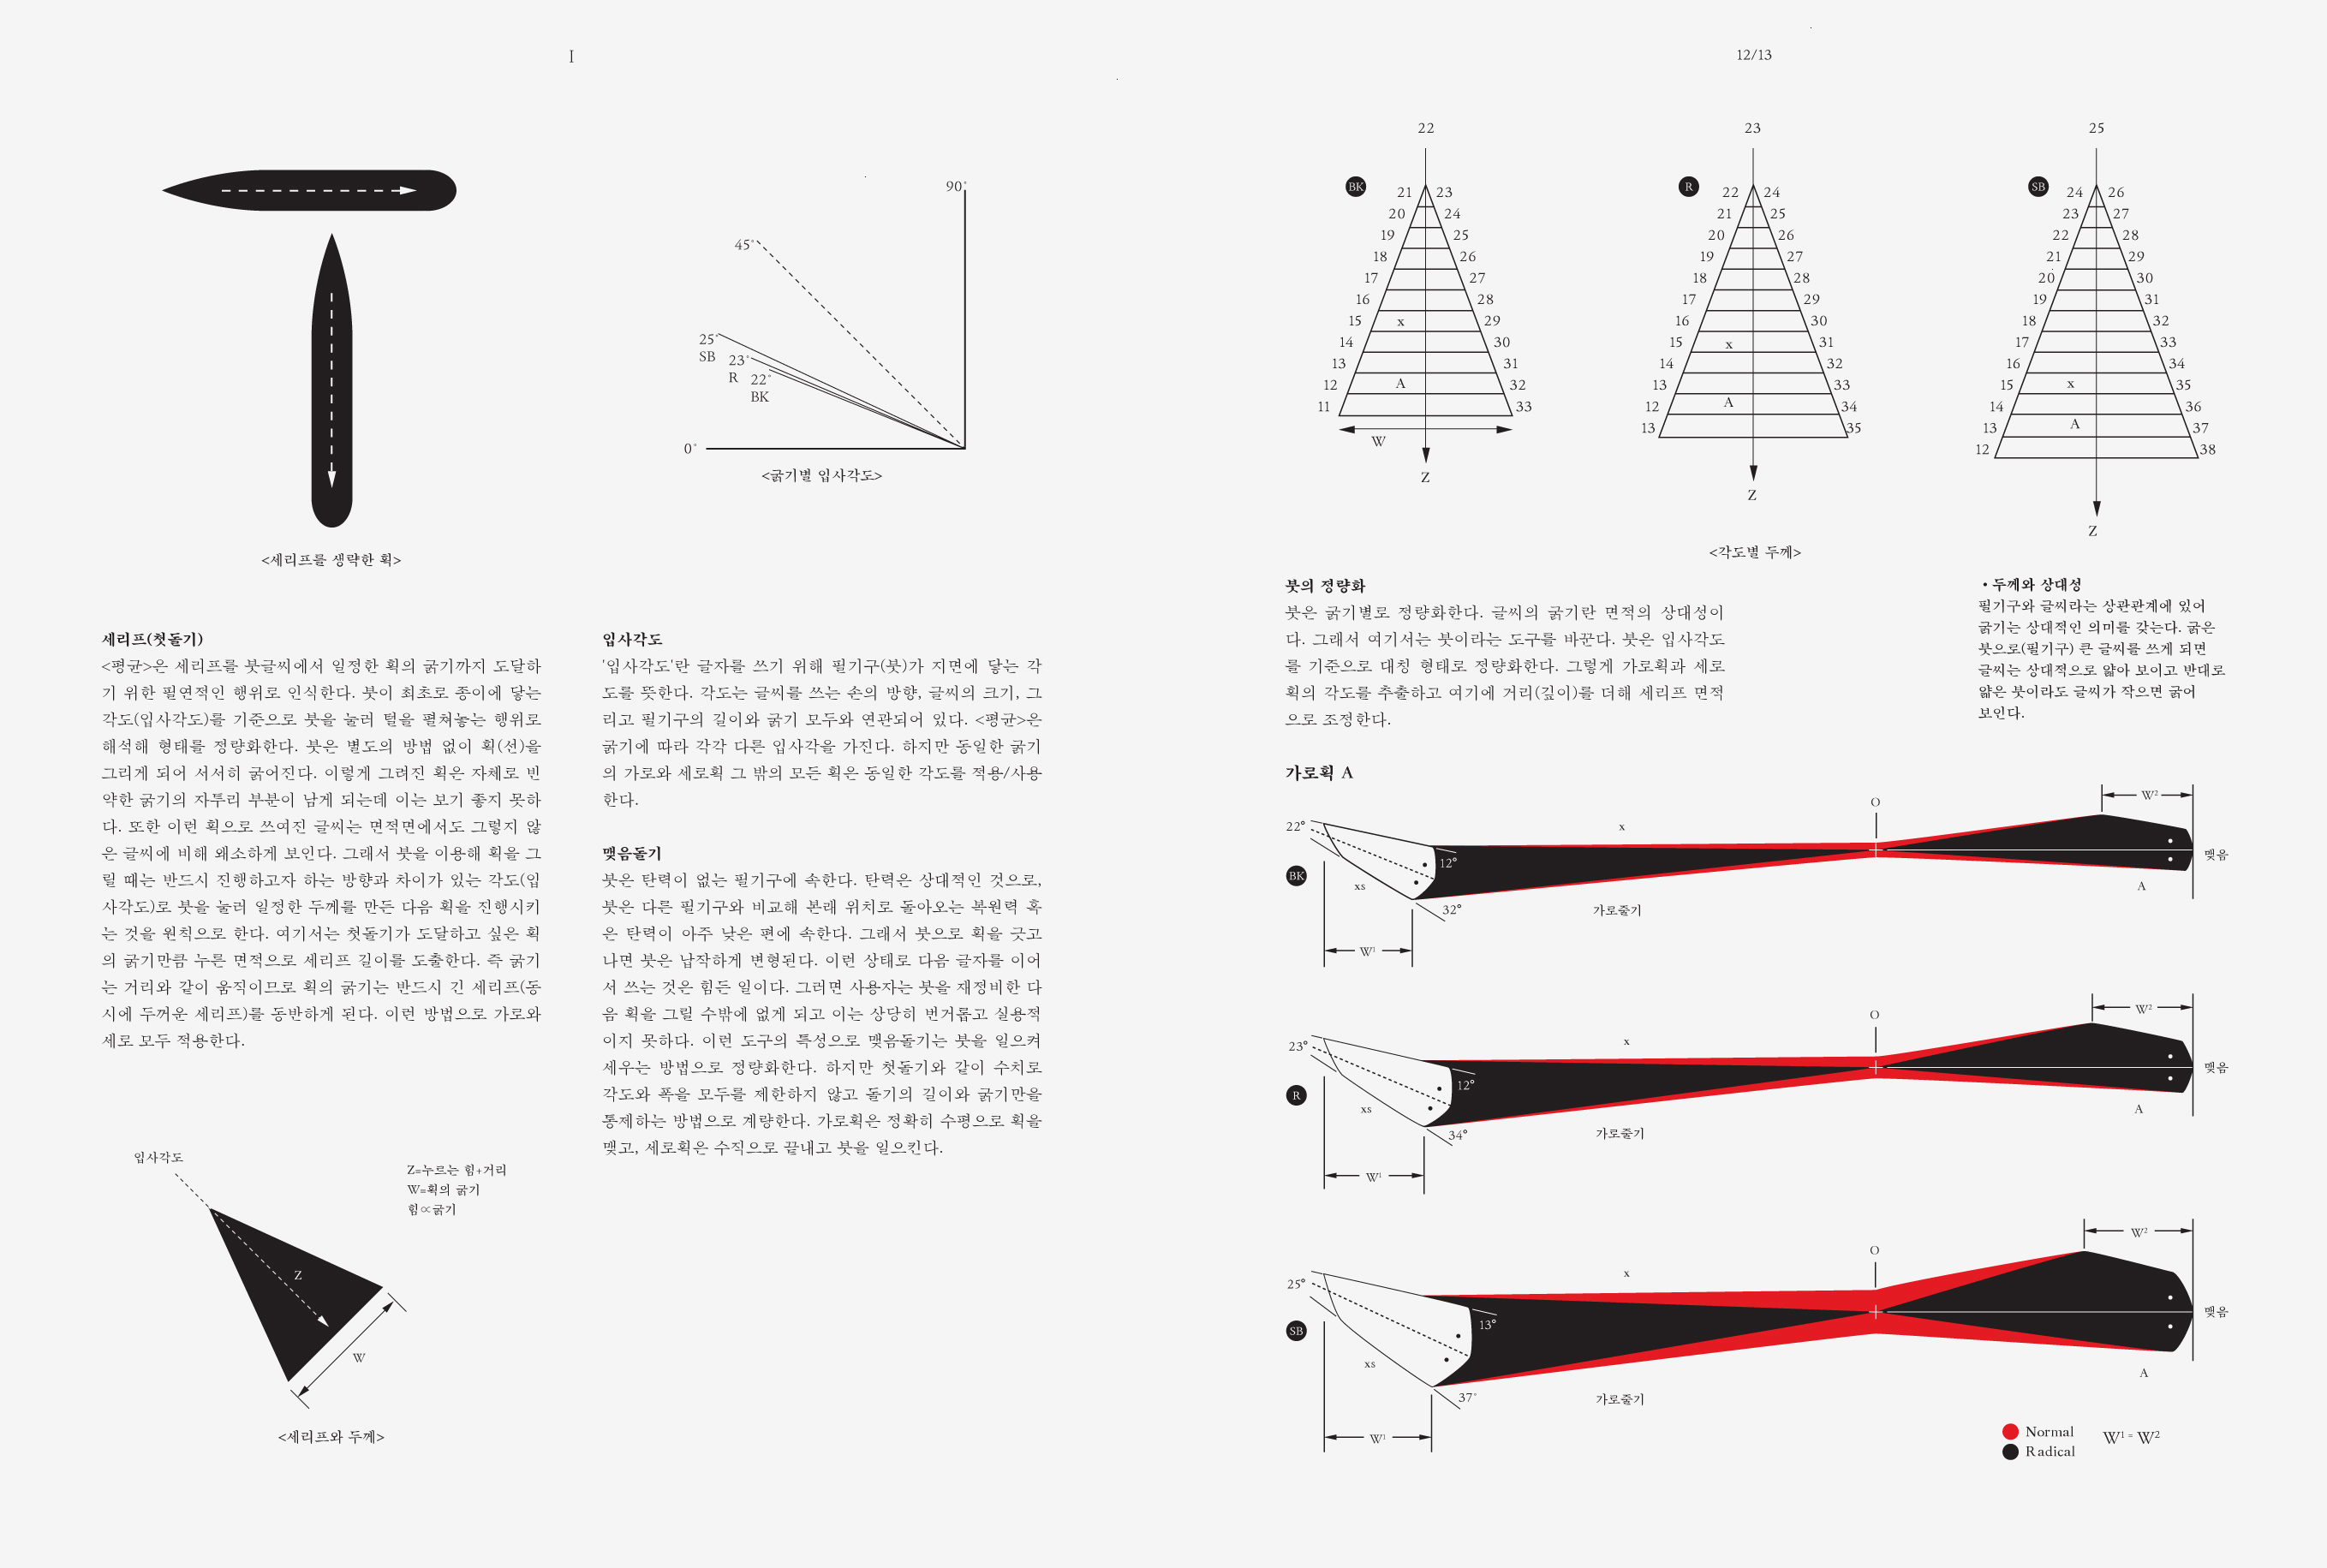 I
<세리프를 생략한 획>
90°
45°
25°
SB
23°
R
22°
BK
0°
<굵기별 입사각도>
세리프(첫돌기)
<평균>은 세리프를 붓글씨에서 일정한 획의 굵기까지 도달하
기 위한 필연적인 행위로 인식한다. 붓이 최초로 종이에 닿는
각도(입사각도)를 기준으로 붓을 눌러 털을 펼쳐놓는 행위로
해석해 형태를 정량화한다. 붓은 별도의 방법 없이 획(선)을
그리게 되어 서서히 굵어진다. 이렇게 그려진 획은 자체로 빈
약한 굵기의 자투리 부분이 남게 되는데 이는 보기 좋지 못하
다. 또한 이런 획으로 쓰여진 글씨는 면적면에서도 그렇지 않
은 글씨에 비해 왜소하게 보인다. 그래서 붓을 이용해 획을 그
릴 때는 반드시 진행하고자 하는 방향과 차이가 있는 각도(입
사각도)로 붓을 눌러 일정한 두께를 만든 다음 획을 진행시키
는 것을 원칙으로 한다. 여기서는 첫돌기가 도달하고 싶은 획
의 굵기만큼 누른 면적으로 세리프 길이를 도출한다. 즉 굵기
는 거리와 같이 움직이므로 획의 굵기는 반드시 긴 세리프(동
시에 두꺼운 세리프)를 동반하게 된다. 이런 방법으로 가로와
세로 모두 적용한다.
입사각도
Z=누르는 힘+거리
W=획의 굵기
힘∝굵기
Z
W
<세리프와 두께>
입사각도
'입사각도'란 글자를 쓰기 위해 필기구(붓)가 지면에 닿는 각
도를 뜻한다. 각도는 글씨를 쓰는 손의 방향, 글씨의 크기, 그
리고 필기구의 길이와 굵기 모두와 연관되어 있다. <평균>은
굵기에 따라 각각 다른 입사각을 가진다. 하지만 동일한 굵기
의 가로와 세로획 그 밖의 모든 획은 동일한 각도를 적용/사용
한다.
맺음돌기
붓은 탄력이 없는 필기구에 속한다. 탄력은 상대적인 것으로,
붓은 다른 필기구와 비교해 본래 위치로 돌아오는 복원력 혹
은 탄력이 아주 낮은 편에 속한다. 그래서 붓으로 획을 긋고
나면 붓은 납작하게 변형된다. 이런 상태로 다음 글자를 이어
서 쓰는 것은 힘든 일이다. 그러면 사용자는 붓을 재정비한 다
음 획을 그릴 수밖에 없게 되고 이는 상당히 번거롭고 실용적
이지 못하다. 이런 도구의 특성으로 맺음돌기는 붓을 일으켜
세우는 방법으로 정량화한다. 하지만 첫돌기와 같이 수치로
각도와 폭을 모두를 제한하지 않고 돌기의 길이와 굵기만을
통제하는 방법으로 계량한다. 가로획은 정확히 수평으로 획을
맺고, 세로획은 수직으로 끝내고 붓을 일으킨다.
12/13
22
BK
21 23
20 24
19 25
18 26
17 27
16 28
15 x 29
14 30
13 31
12 A 32
11 33
W
Z
23
R
22 24
21 25
20 26
19 27
18 28
17 29
16 30
15 x 31
14 32
13 33
12 A 34
13 35
Z
25
SB
24 26
23 27
22 28
21 29
20 30
19 31
18 32
17 33
16 34
15 x 35
14 36
13 A 37
12 38
Z
<각도별 두께>
붓의 정량화
붓은 굵기별로 정량화한다. 글씨의 굵기란 면적의 상대성이
다. 그래서 여기서는 붓이라는 도구를 바꾼다. 붓은 입사각도
를 기준으로 대칭 형태로 정량화한다. 그렇게 가로획과 세로
획의 각도를 추출하고 여기에 거리(깊이)를 더해 세리프 면적
으로 조정한다.
• 두께와 상대성
필기구와 글씨라는 상관관계에 있어
굵기는 상대적인 의미를 갖는다. 굵은
붓으로(필기구) 큰 글씨를 쓰게 되면
글씨는 상대적으로 얇아 보이고 반대로
얇은 붓이라도 글씨가 작으면 굵어
보인다.
가로획 A
22°
BK
xs
12°
32°
W¹
x
가로줄기
O
W²
맺음
A
23°
R
xs
12°
34°
W¹
x
가로줄기
O
W²
맺음
A
25°
SB
xs
13°
37°
W¹
x
가로줄기
O
W²
맺음
A
Normal
Radical
W¹ = W²